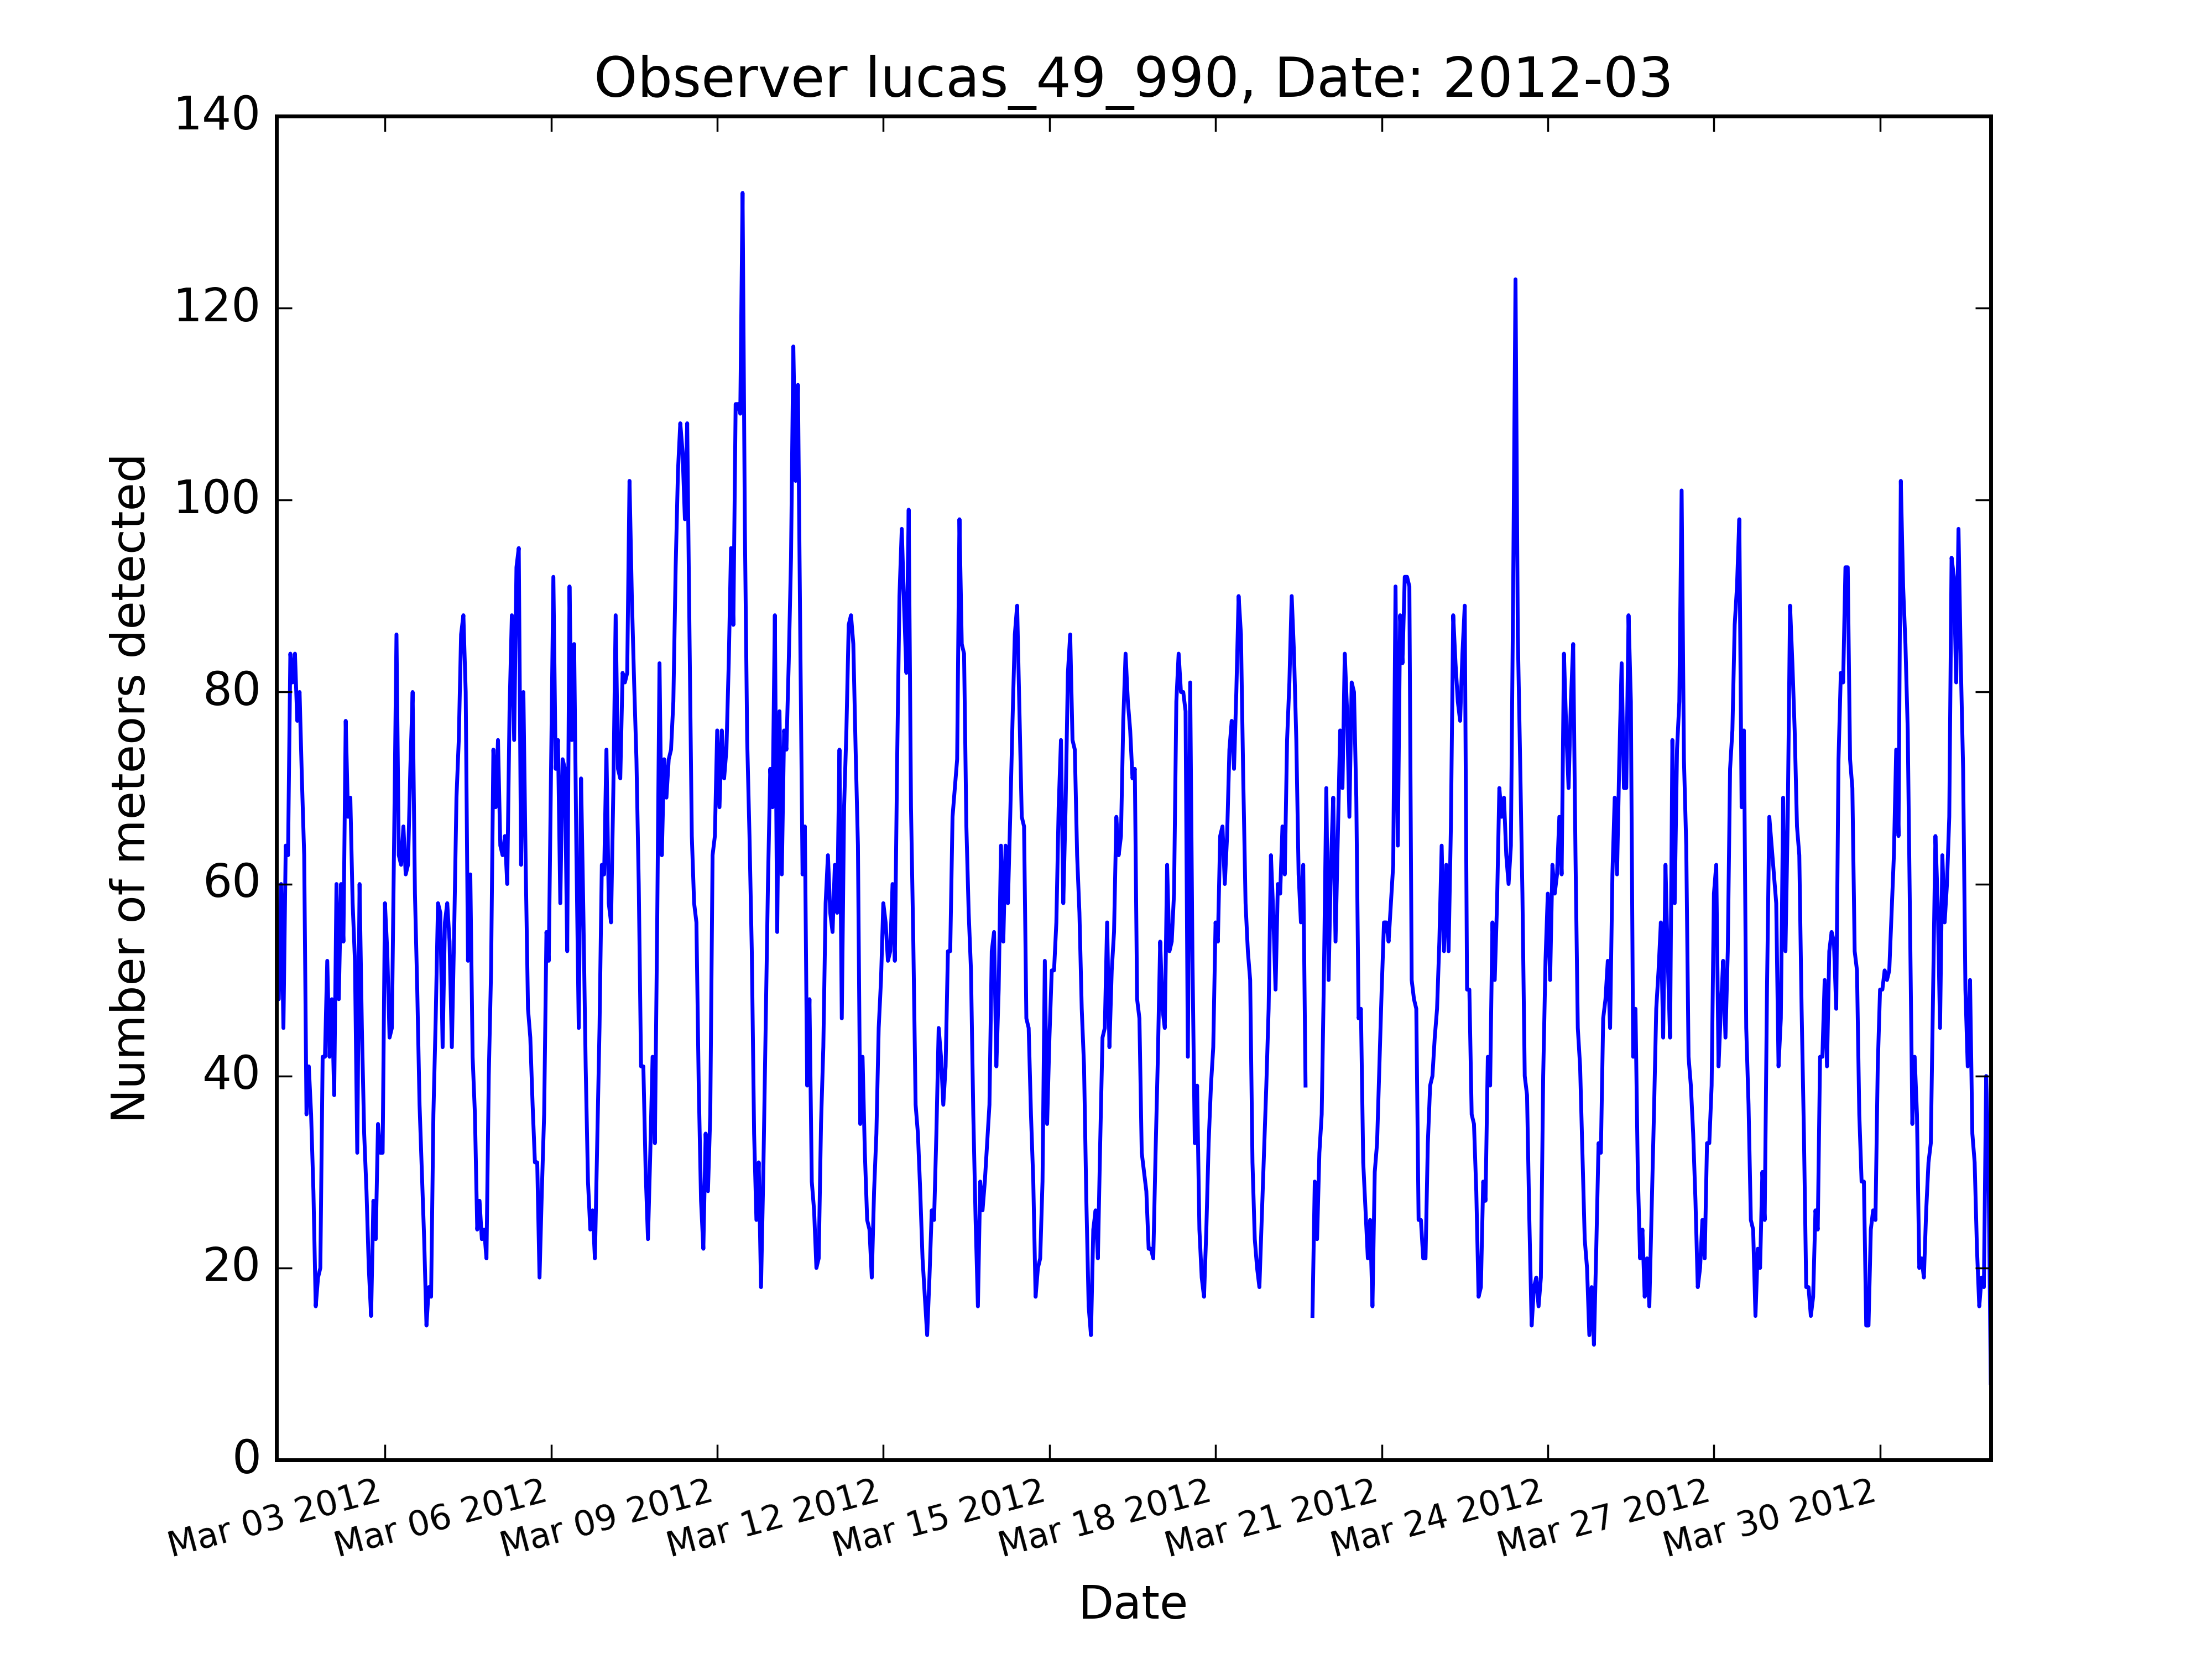 Observer lucas_49_990, Date: 2012-03
140
120
100
80
60
40
20
0
Number of meteors detected
Mar 03 2012
Mar 06 2012
Mar 09 2012
Mar 12 2012
Mar 15 2012
Mar 18 2012
Mar 21 2012
Mar 24 2012
Mar 27 2012
Mar 30 2012
Date